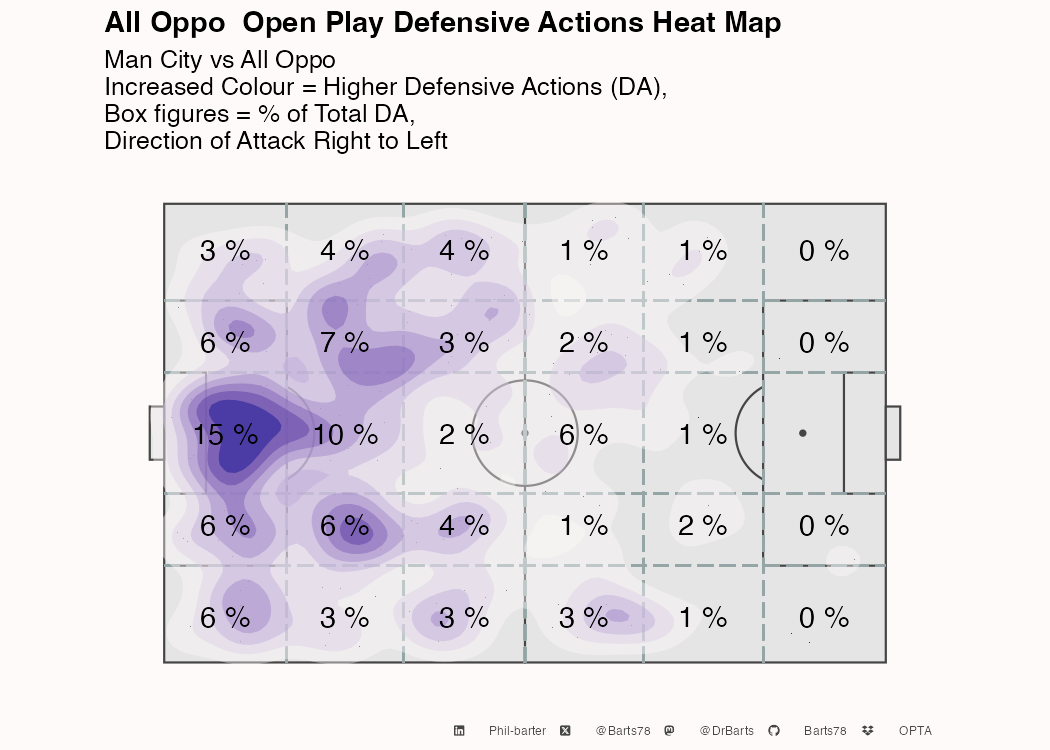 All Oppo  Open Play Defensive Actions Heat Map
Man City vs All Oppo
Increased Colour = Higher Defensive Actions (DA),
Box figures = % of Total DA,
Direction of Attack Right to Left
3 % 4 % 4 % 1 % 1 % 0 %
6 % 7 % 3 % 2 % 1 % 0 %
15 % 10 % 2 % 6 % 1 %
6 % 6 % 4 % 1 % 2 % 0 %
6 % 3 % 3 % 3 % 1 % 0 %
Phil-barter @Barts78 @DrBarts Barts78 OPTA